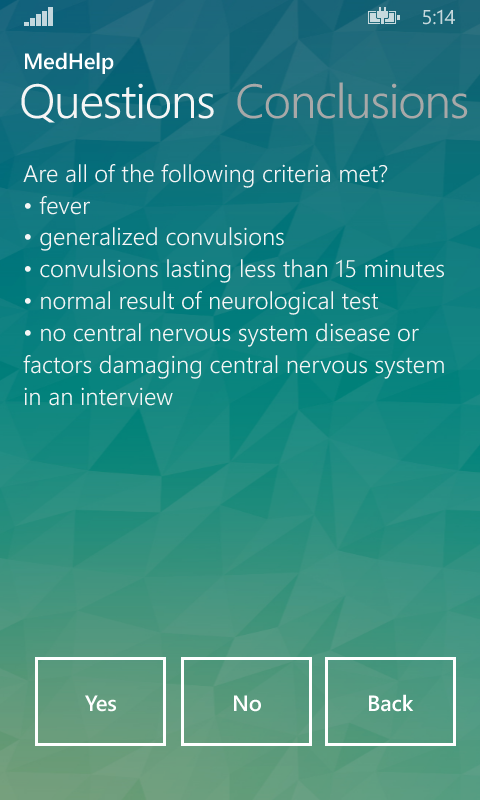 5:14
MedHelp
Questions Conclusions
Are all of the following criteria met?
• fever
• generalized convulsions
• convulsions lasting less than 15 minutes
• normal result of neurological test
• no central nervous system disease or
factors damaging central nervous system
in an interview
Yes No Back